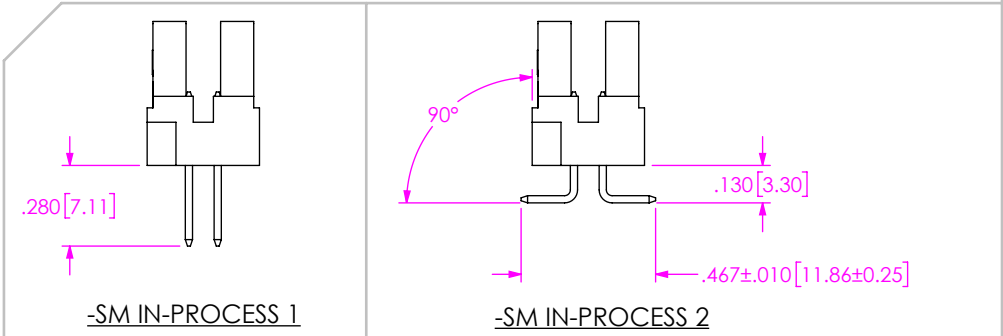 .280[7.11]
-SM IN-PROCESS 1
90°
.130[3.30]
.467±.010[11.86±0.25]
-SM IN-PROCESS 2